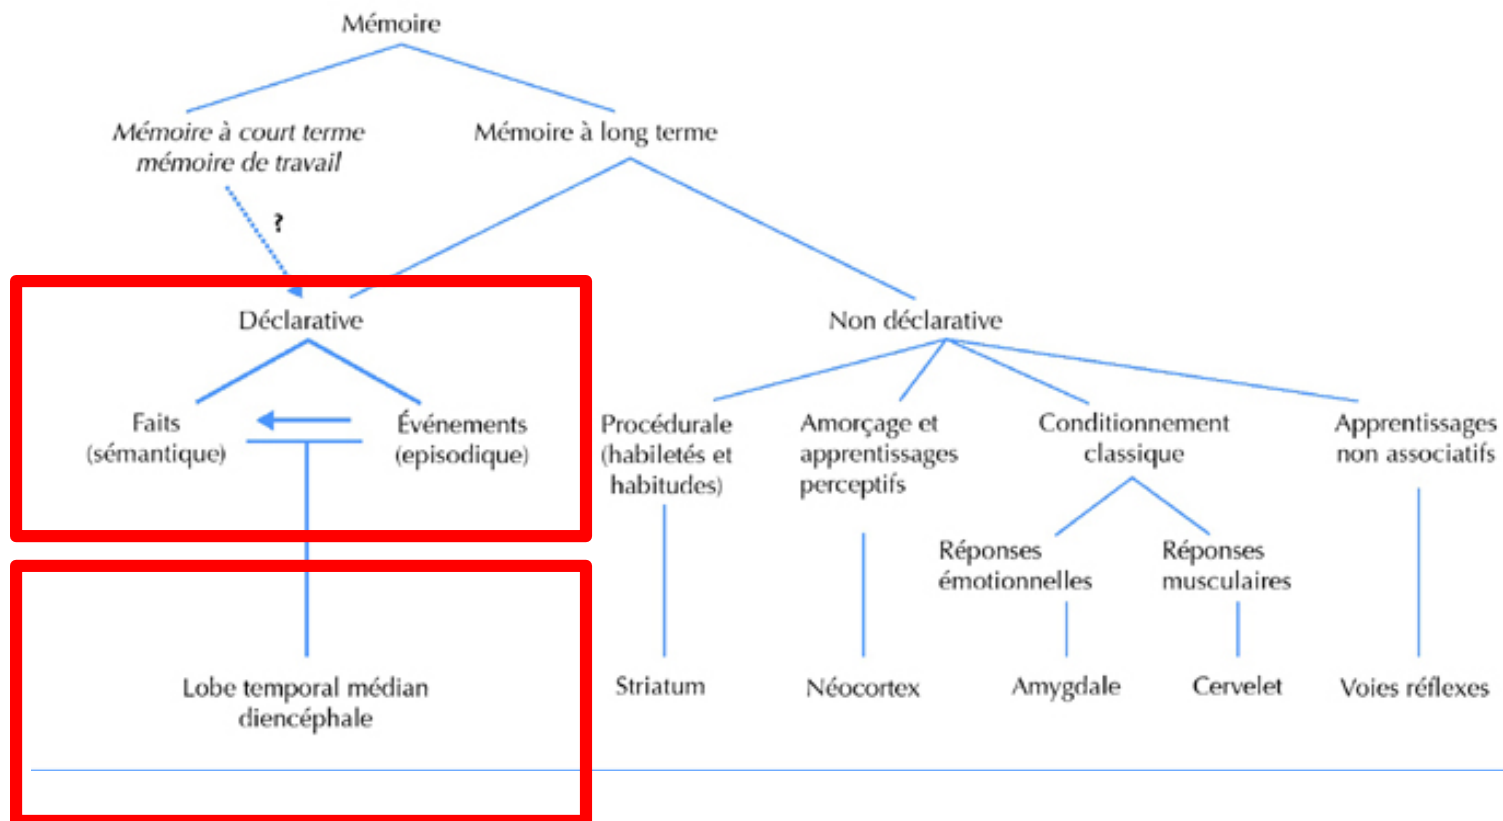 Mémoire
Mémoire à court terme
mémoire de travail
Mémoire à long terme
?
Déclarative
Non déclarative
Faits
(sémantique)
Événements
(episodique)
Procédurale
(habiletés et
habitudes)
Amorçage et
apprentissages
perceptifs
Conditionnement
classique
Apprentissages
non associatifs
Réponses
émotionnelles
Réponses
musculaires
Lobe temporal médian
diencéphale
Striatum
Néocortex
Amygdale
Cervelet
Voies réflexes